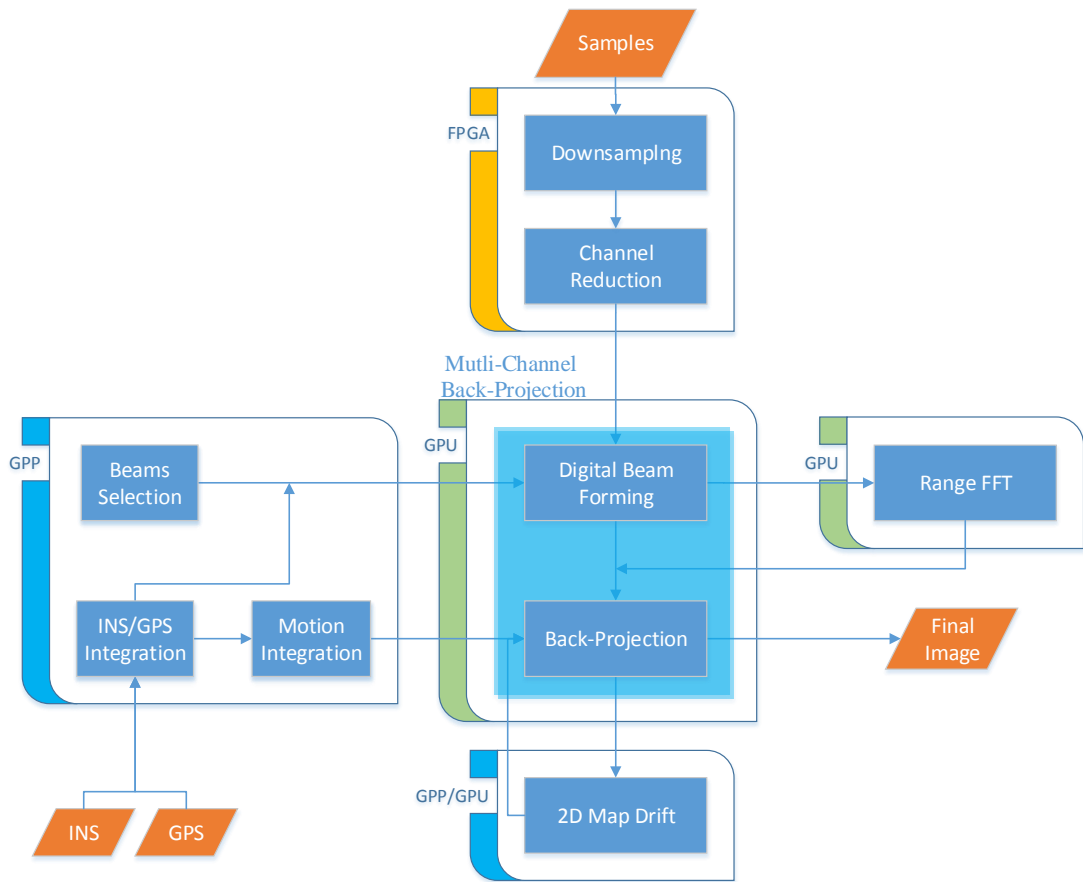 Samples
FPGA
Downsamplng
Channel
Reduction
Mutli-Channel
Back-Projection
GPP
Beams
Selection
GPU
Digital Beam
Forming
GPU
Range FFT
INS/GPS
Integration
Motion
Integration
Back-Projection
Final
Image
GPP/GPU
2D Map Drift
INS
GPS